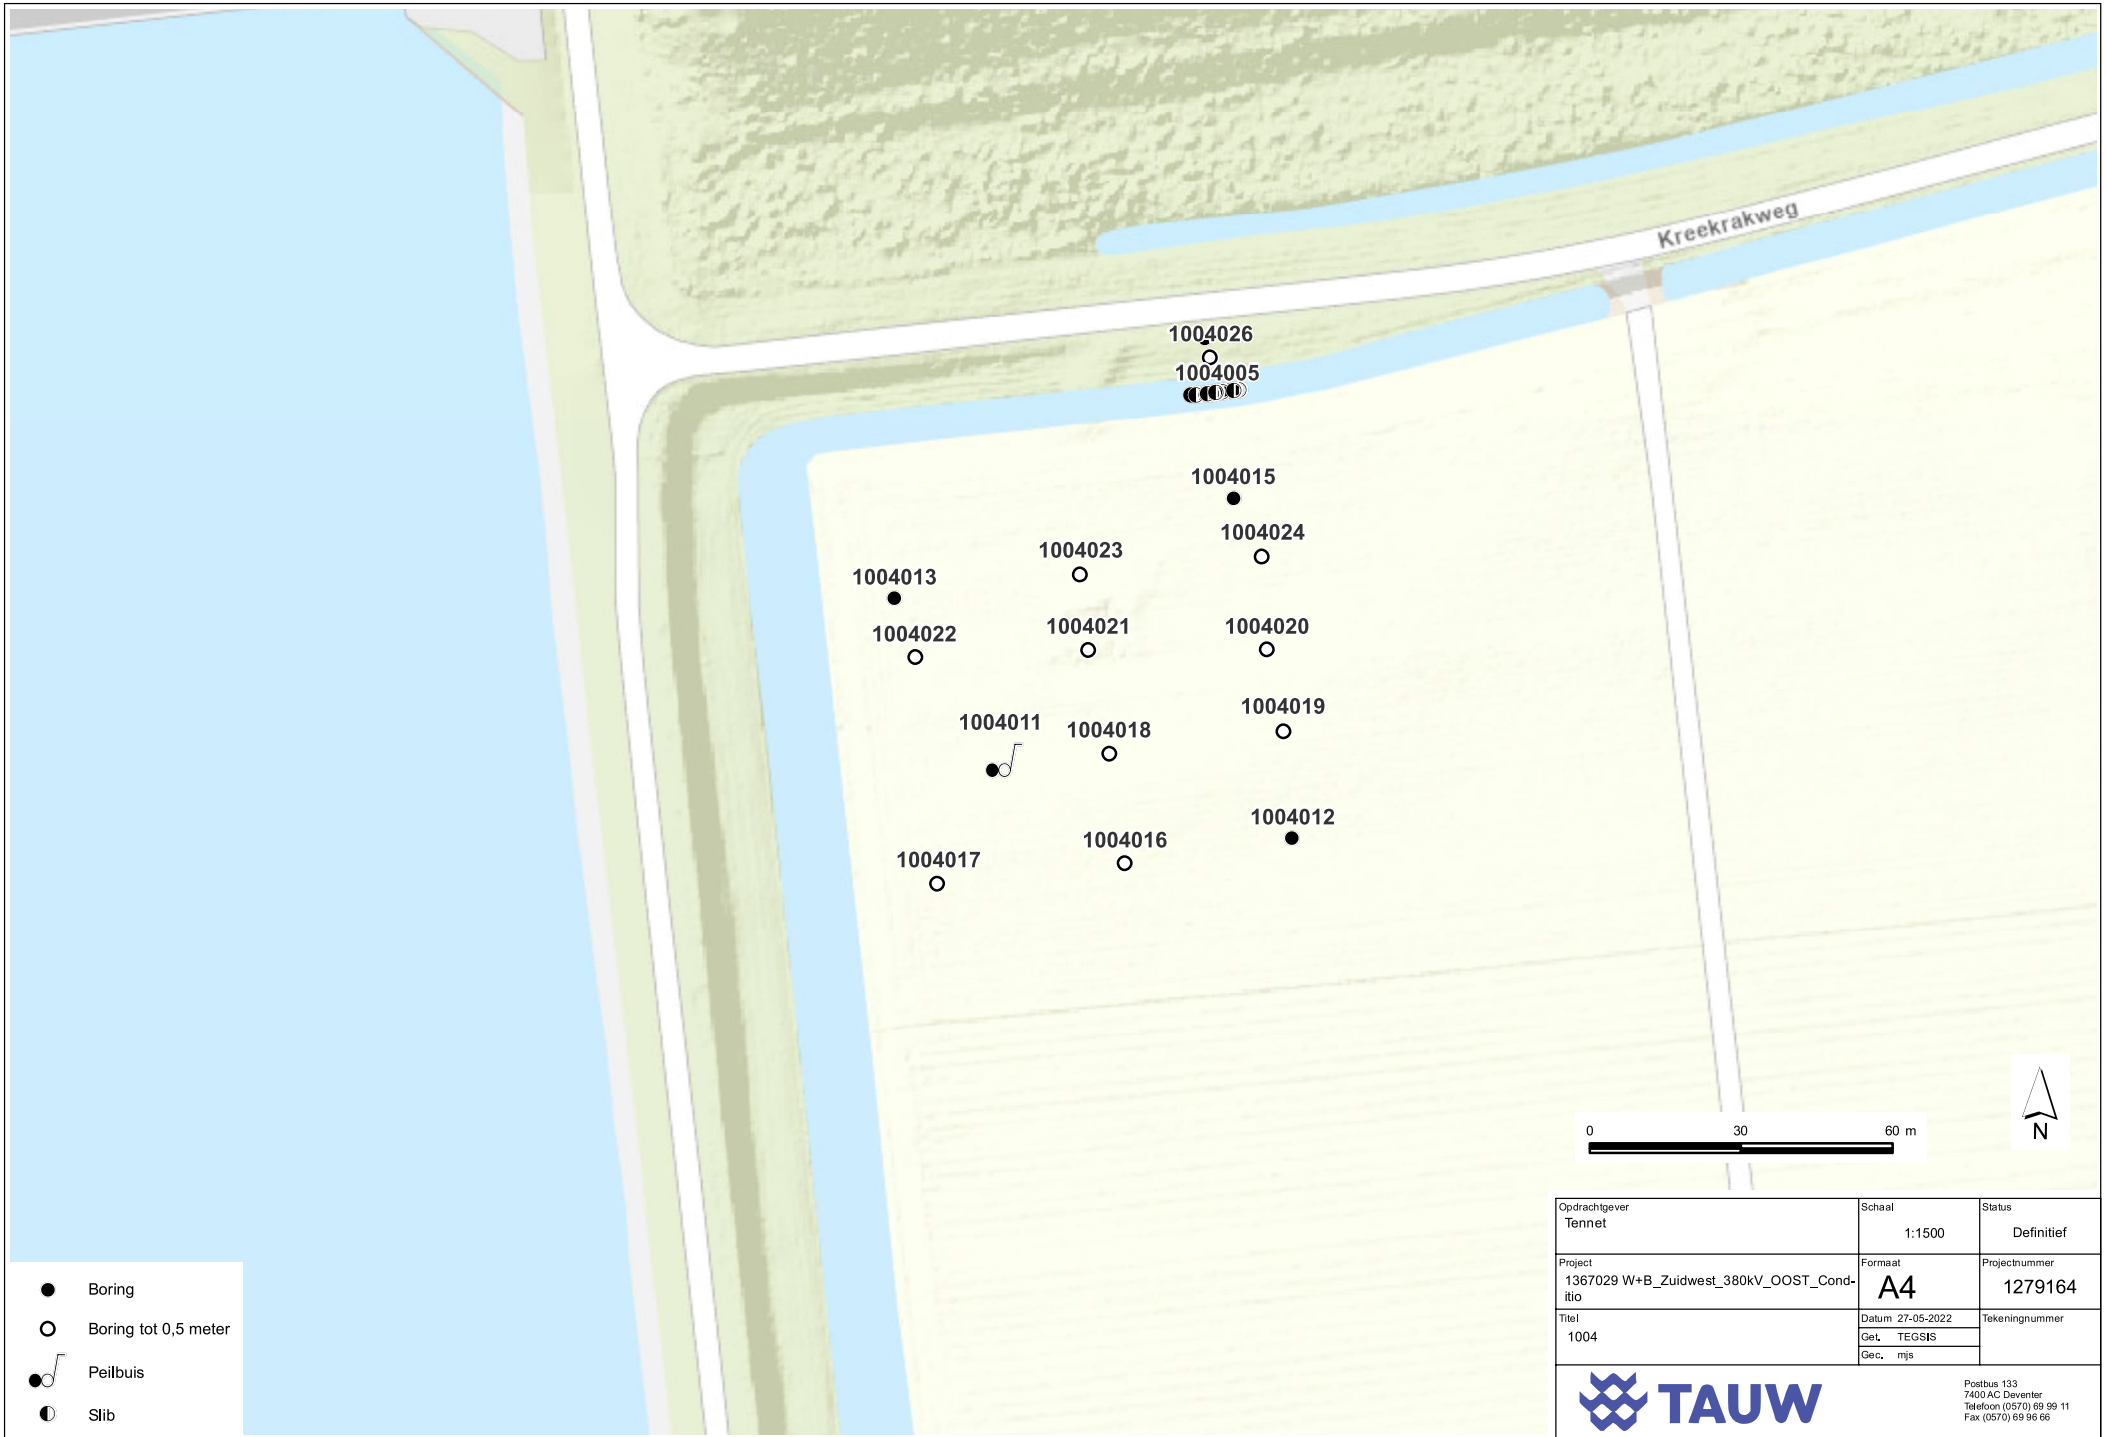 Kreekrakweg
1004026
1004005
1004015
1004024
1004023
1004013
1004022
1004021
1004020
1004011
1004018
1004019
1004012
1004016
1004017
0 30 60 m
N
Boring
Boring tot 0,5 meter
Peilbuis
Slib
Opdrachtgever
Tennet
Schaal
1:1500
Status
Definitief
Project
1367029 W+B_Zuidwest_380kV_OOST_Cond-
itio
Formaat
A4
Projectnummer
1279164
Titel
1004
Datum 27-05-2022
Get. TEGSIS
Gec. mjs
Tekeningnummer
TAUW
Postbus 133
7400 AC Deventer
Telefoon (0570) 69 99 11
Fax (0570) 69 96 66